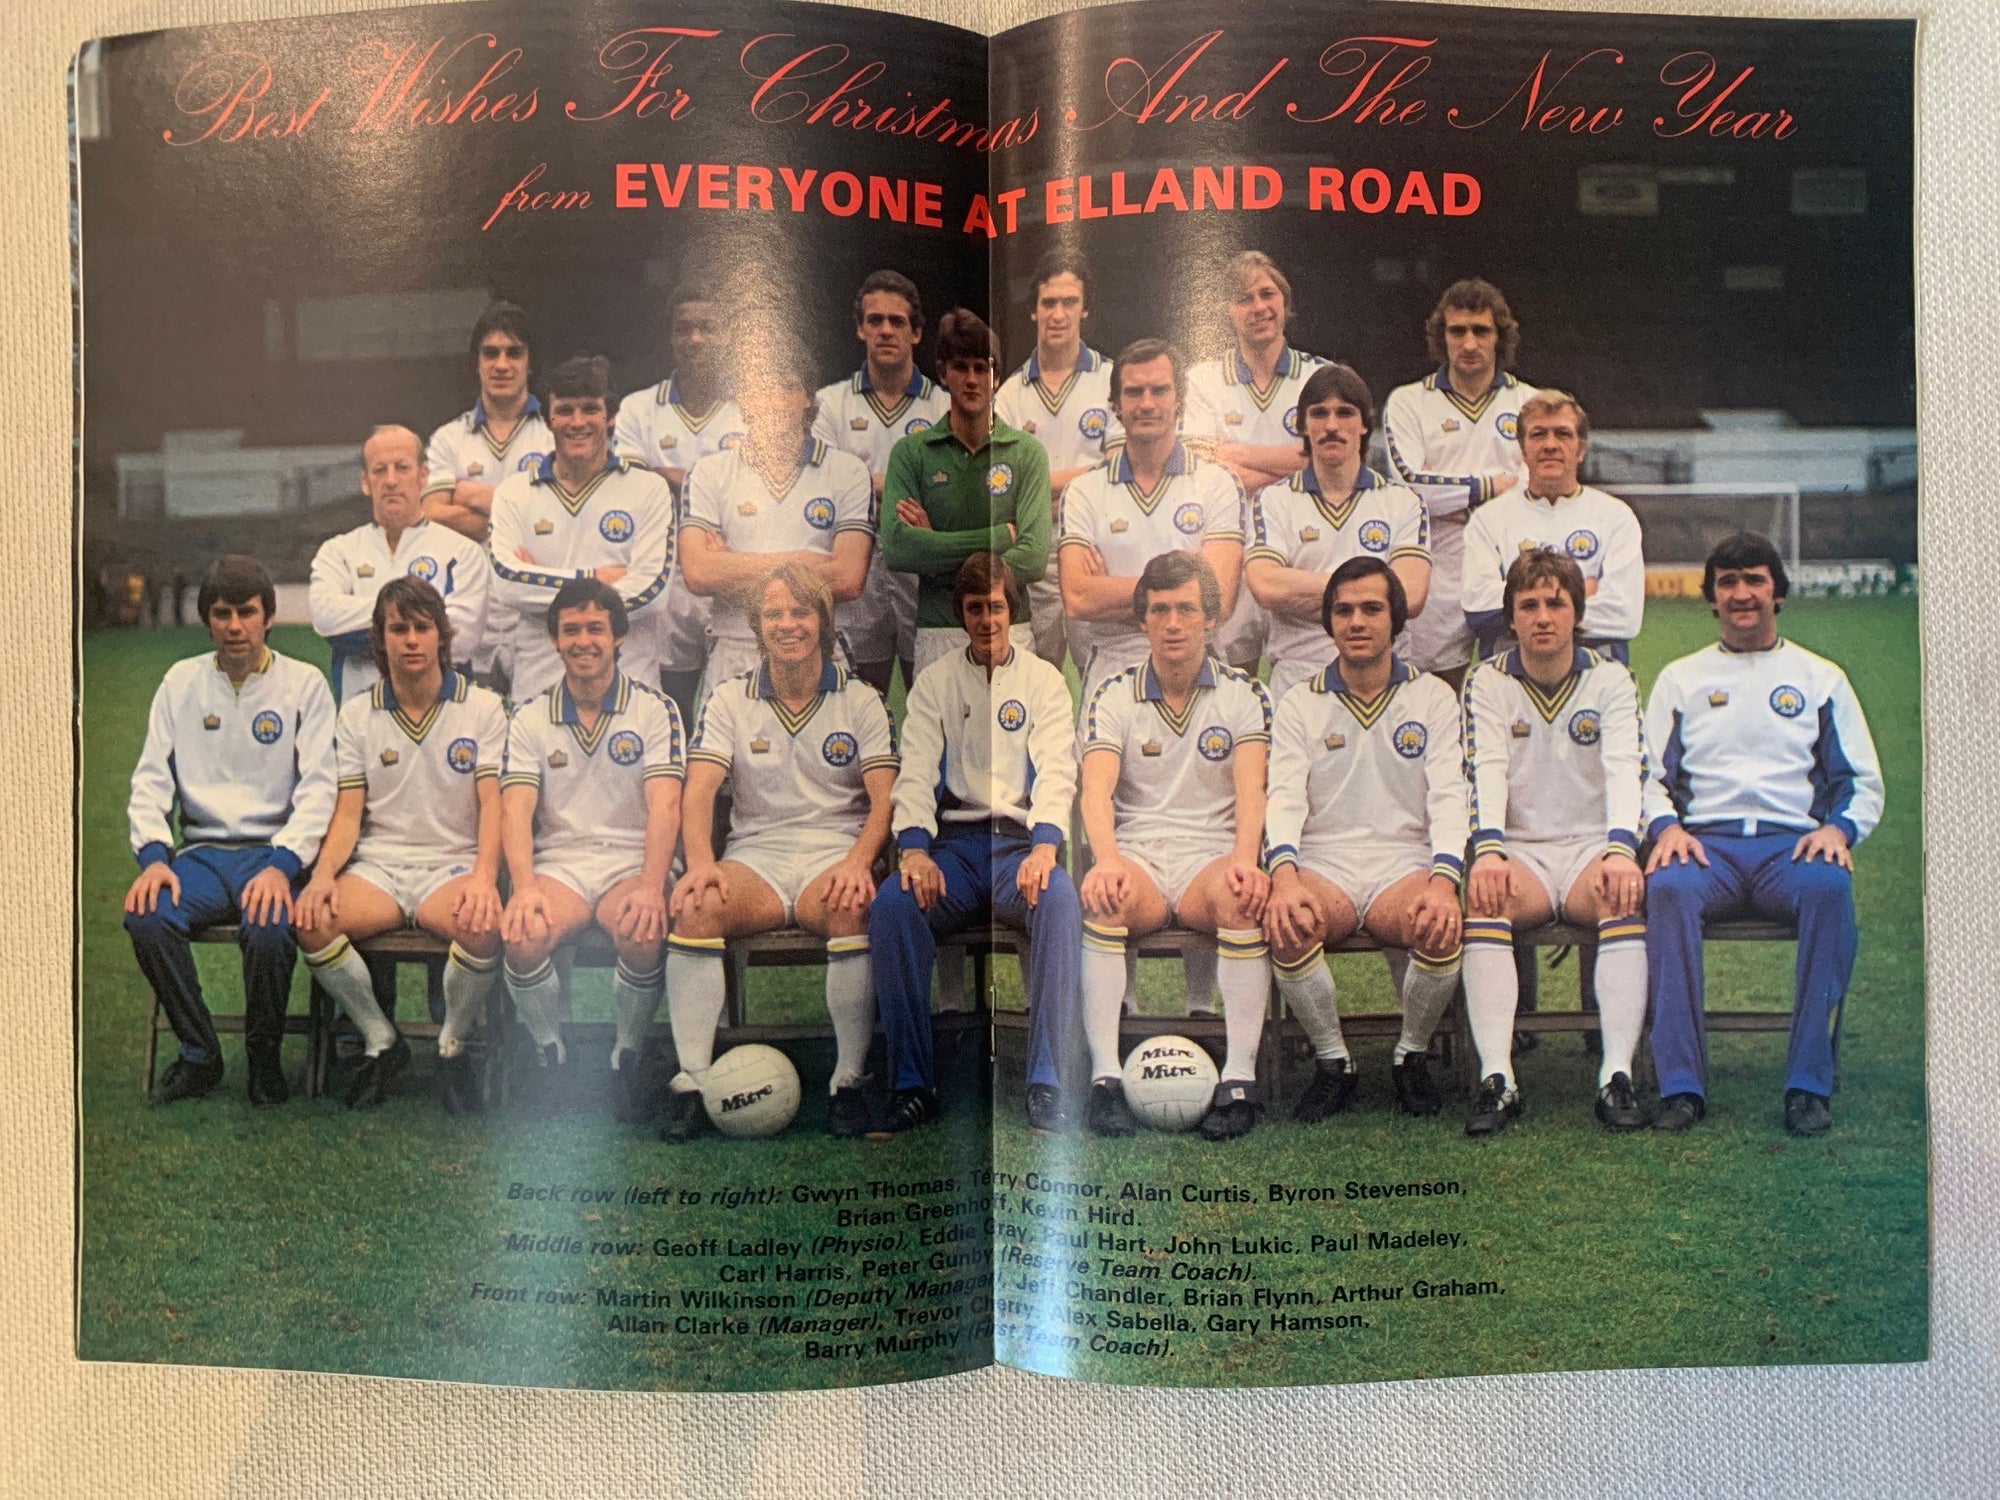 Best Wishes For Christmas And The New Year
from EVERYONE AT ELLAND ROAD
Mitre
Mitre
Mitre
Back row (left to right): Gwyn Thomas, Terry Connor, Alan Curtis, Byron Stevenson,
Brian Greenhoff, Kevin Hird.
Middle row: Geoff Ladley (Physio), Eddie Gray, Paul Hart, John Lukic, Paul Madeley,
Carl Harris, Peter Gunby (Reserve Team Coach).
Front row: Martin Wilkinson (Deputy Manager), Jeff Chandler, Brian Flynn, Arthur Graham,
Allan Clarke (Manager), Trevor Cherry, Alex Sabella, Gary Hamson,
Barry Murphy (First Team Coach).